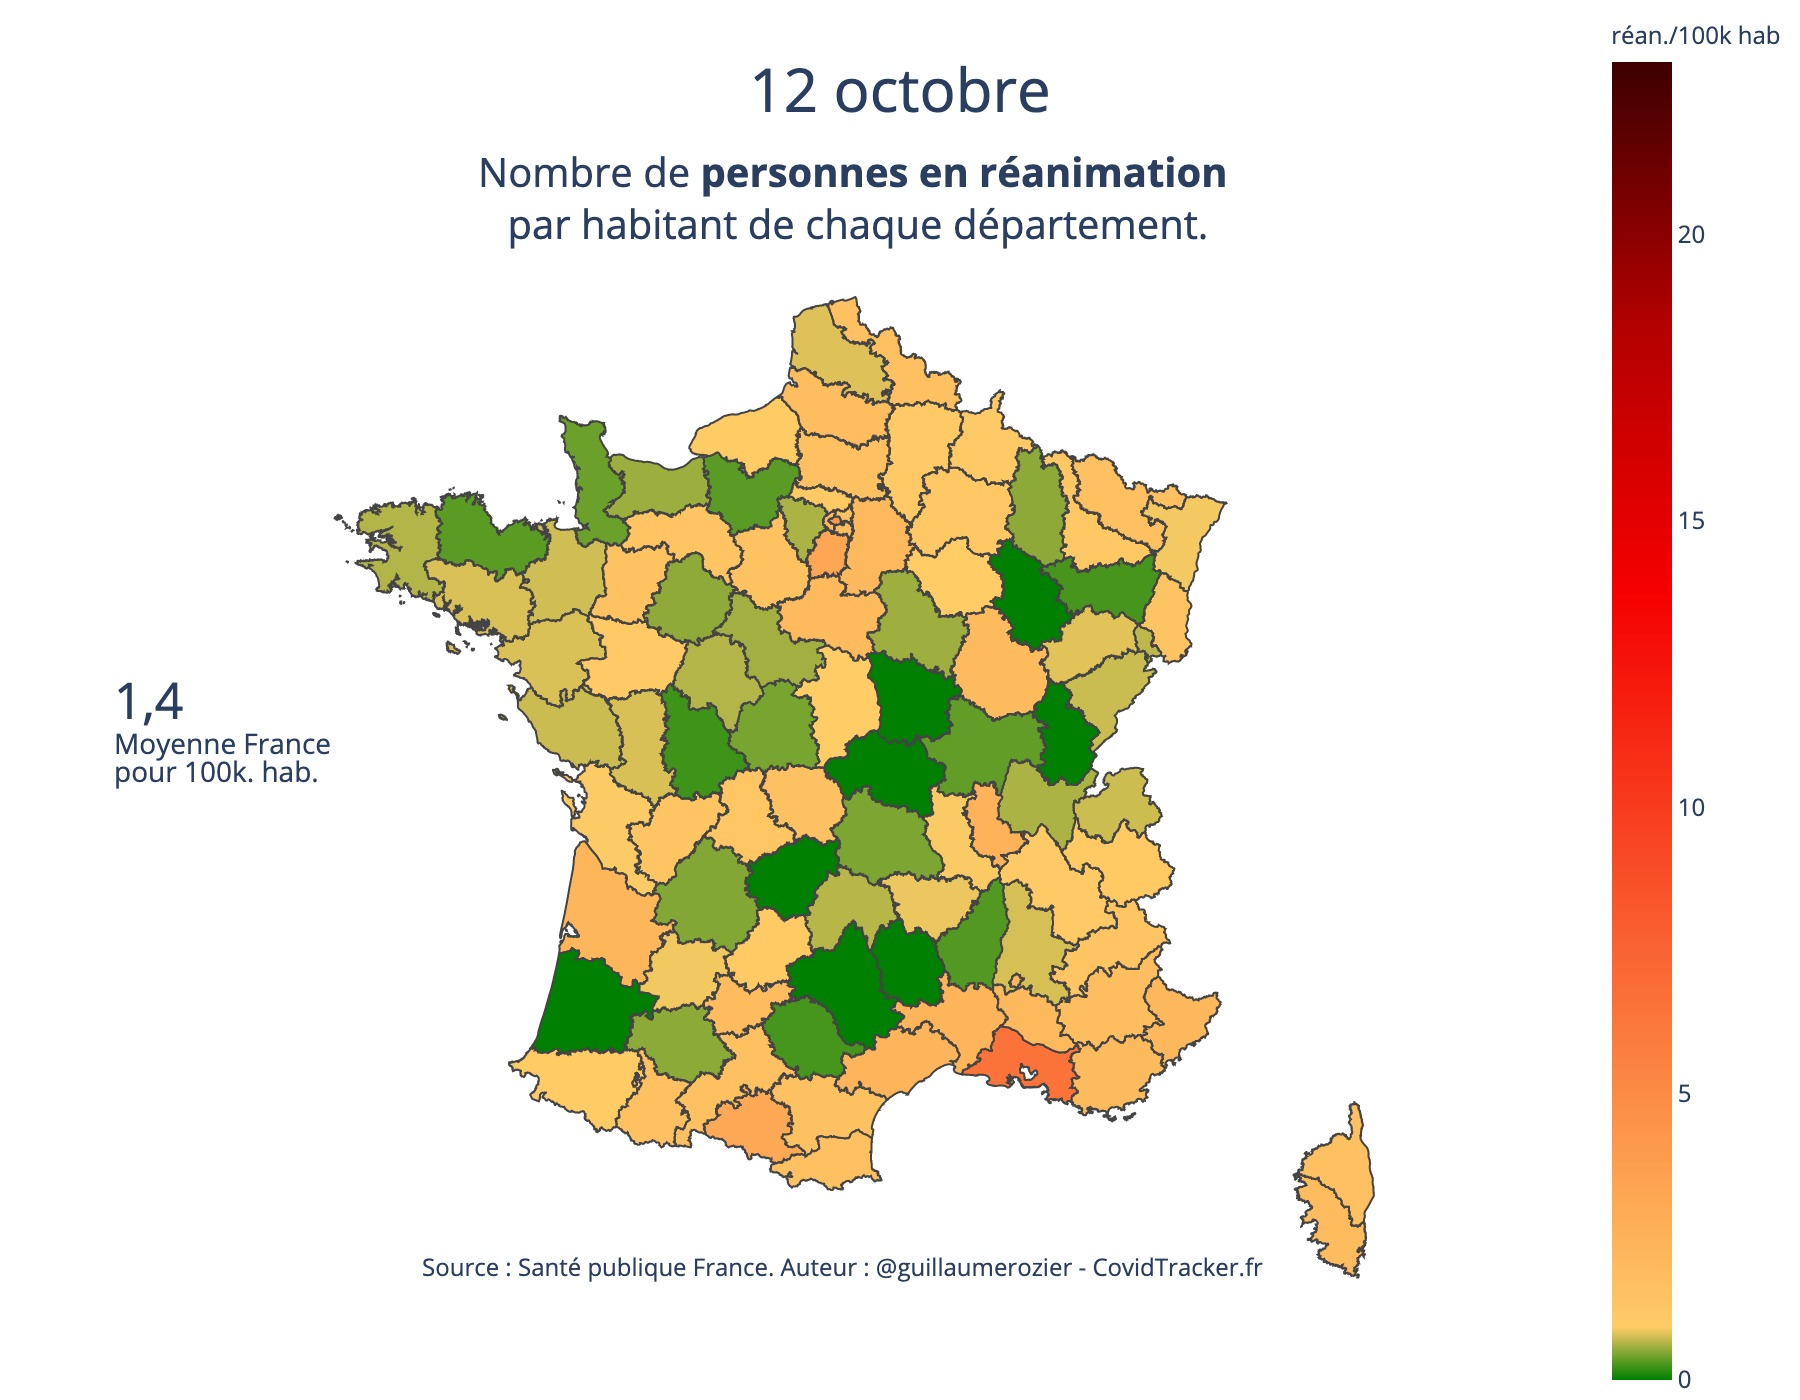 réan./100k hab
12 octobre
Nombre de personnes en réanimation
par habitant de chaque département.
20
15
1,4
Moyenne France
pour 100k. hab.
10
5
Source : Santé publique France. Auteur : @guillaumerozier - CovidTracker.fr
0